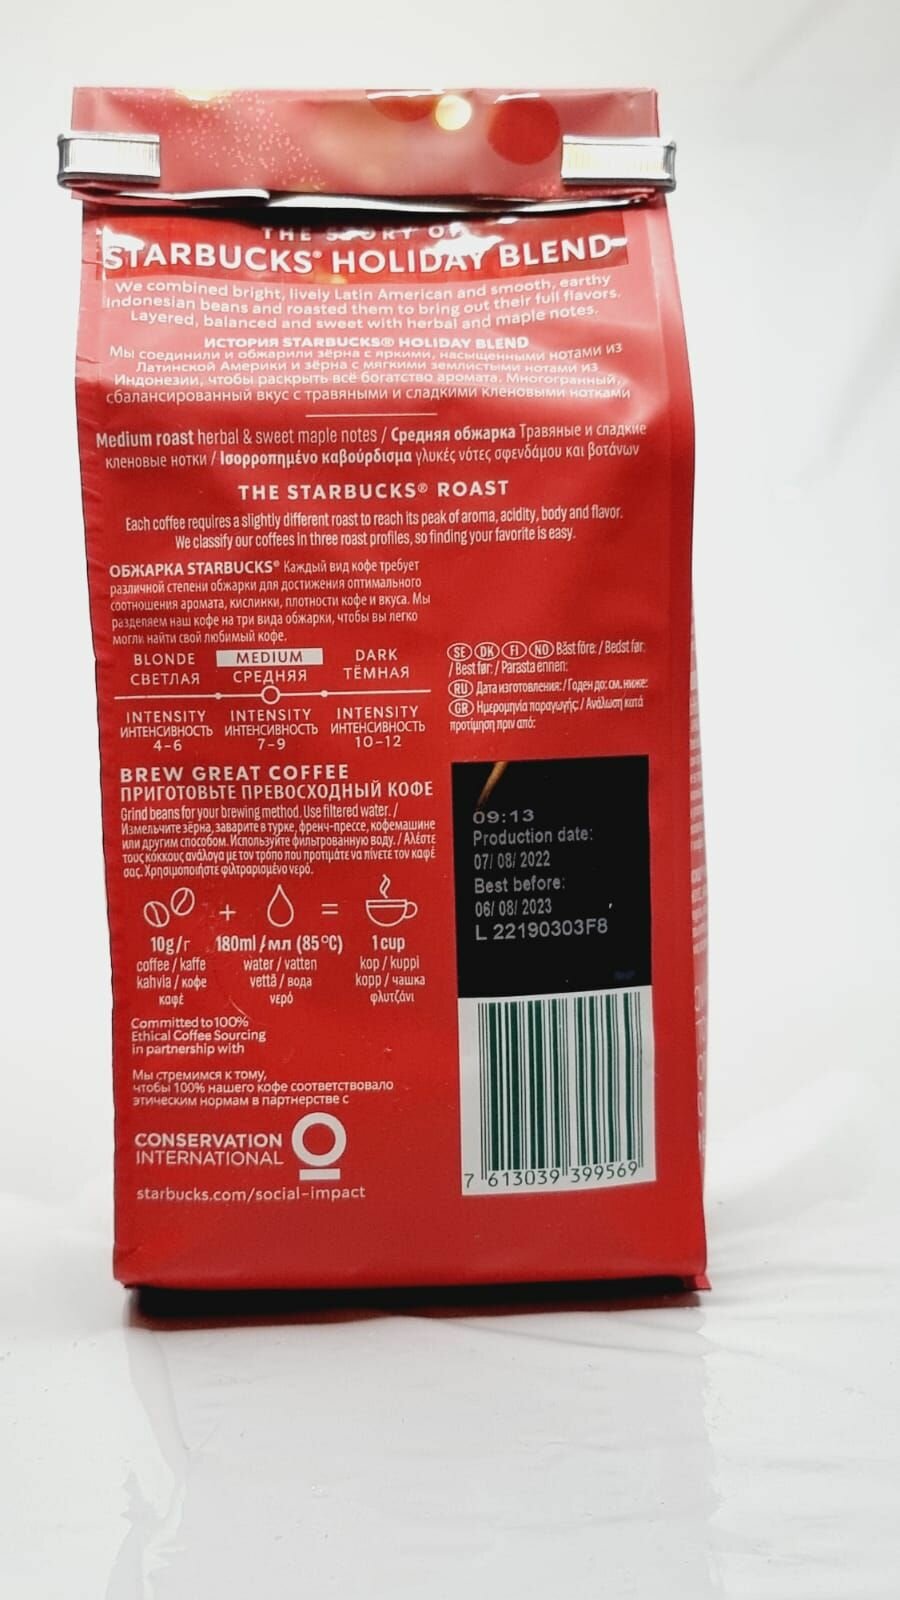 THE STORY OF
STARBUCKS® HOLIDAY BLEND
We combined bright, lively Latin American and smooth, earthy
Indonesian beans and roasted them to bring out their full flavors.
Layered, balanced and sweet with herbal and maple notes.
ИСТОРИЯ STARBUCKS® HOLIDAY BLEND
Мы соединили и обжарили зёрна с яркими, насыщенными нотами из
Латинской Америки и зёрна с мягкими землистыми нотами из
Индонезии, чтобы раскрыть всё богатство аромата. Многогранный,
сбалансированный вкус с травяными и сладкими кленовыми нотками
Medium roast herbal & sweet maple notes / Средняя обжарка Травяные и сладкие
кленовые нотки / Ισορροπημένο καβούρδισμα γλυκές νότες σφενδάμου και βοτάνων
THE STARBUCKS® ROAST
Each coffee requires a slightly different roast to reach its peak of aroma, acidity, body and flavor.
We classify our coffees in three roast profiles, so finding your favorite is easy.
ОБЖАРКА STARBUCKS® Каждый вид кофе требует
различной степени обжарки для достижения оптимального
соотношения аромата, кислинки, плотности кофе и вкуса. Мы
разделяем наш кофе на три вида обжарки, чтобы вы легко
могли найти свой любимый кофе.
BLONDE MEDIUM DARK
СВЕТЛАЯ СРЕДНЯЯ ТЁМНАЯ
INTENSITY INTENSITY INTENSITY
ИНТЕНСИВНОСТЬ ИНТЕНСИВНОСТЬ ИНТЕНСИВНОСТЬ
4-6 7-9 10-12
SE DK FI NO Bäst före: / Bedst før:
/ Best før: / Parasta ennen:
RU Дата изготовления: / Годен до: см. ниже:
GR Ημερομηνία παραγωγής: / Ανάλωση κατά
προτίμηση πριν από:
BREW GREAT COFFEE
ПРИГОТОВЬТЕ ПРЕВОСХОДНЫЙ КОФЕ
Grind beans for your brewing method. Use filtered water. /
Измельчите зёрна, заварите в турке, френч-прессе, кофемашине
или другим способом. Используйте фильтрованную воду. / Αλέστε
τους κόκκους ανάλογα με τον τρόπο που προτιμάτε να πίνετε τον καφέ
σας. Χρησιμοποιήστε φιλτραρισμένο νερό.
+ =
10g/г 180ml/мл (85°C) 1cup
coffee / kaffe water / vatten kop / kuppi
kahvia / кофе vettä / вода kopp / чашка
καφέ νερό φλυτζάνι
Committed to 100%
Ethical Coffee Sourcing
in partnership with
Мы стремимся к тому,
чтобы 100% нашего кофе соответствовало
этическим нормам в партнерстве с
CONSERVATION
INTERNATIONAL
starbucks.com/social-impact
09:13
Production date:
07/ 08/ 2022
Best before:
06/ 08/ 2023
L 22190303F8
7 613039 399569